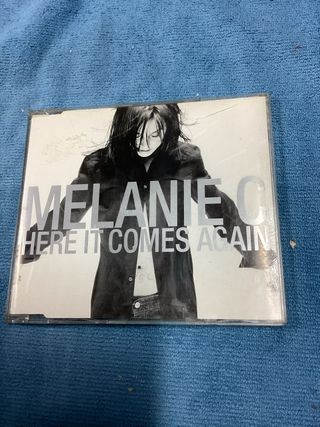 MELANIE C
HERE IT COMES AGAIN